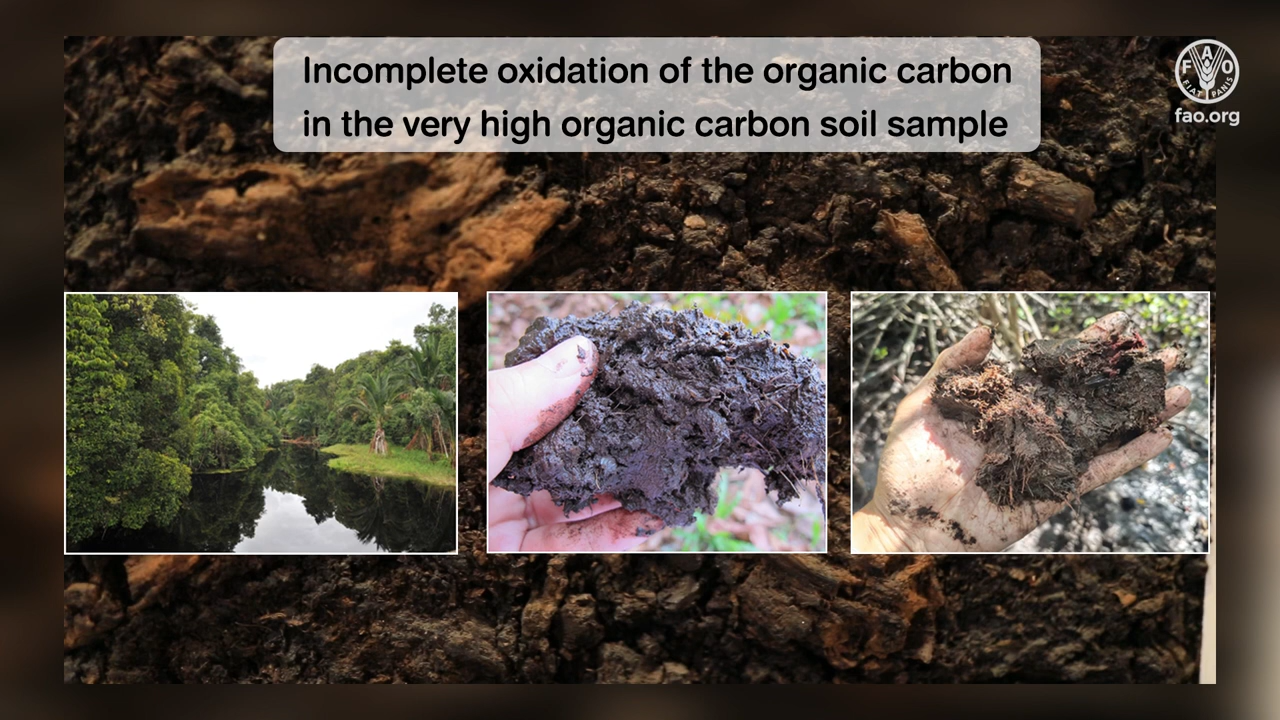 Incomplete oxidation of the organic carbon
in the very high organic carbon soil sample
F A O
FIAT PANIS
fao.org